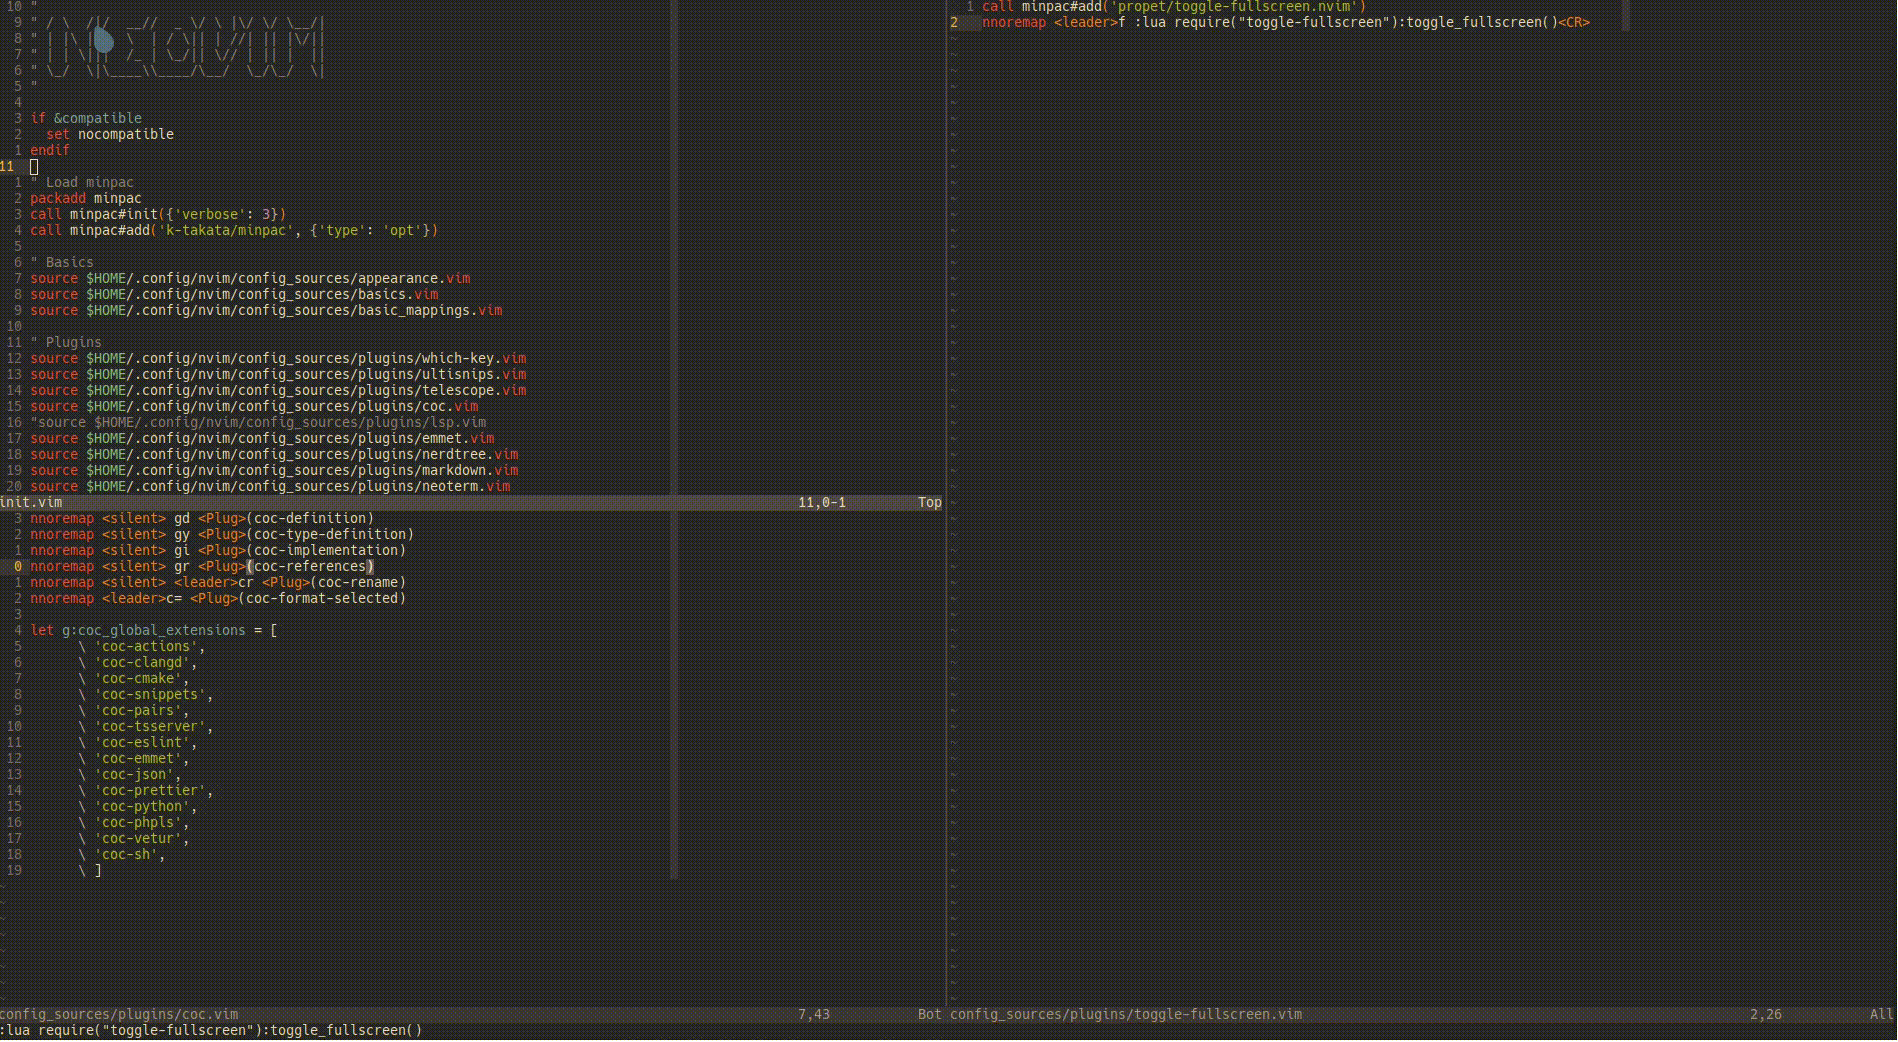 10 "
9 " / \  /|/  __//  _ \/ \ |\/ \/ \__/|
8 " | |\ ||  \  | / \|| | //| || |\/||
7 " | | \|||  /_ | \_/|| \// | || |  ||
6 " \_/  \|\____\\____/\__/  \_/\_/  \|
5 "
4
3 if &compatible
2   set nocompatible
1 endif
11
1 " Load minpac
2 packadd minpac
3 call minpac#init({'verbose': 3})
4 call minpac#add('k-takata/minpac', {'type': 'opt'})
5
6 " Basics
7 source $HOME/.config/nvim/config_sources/appearance.vim
8 source $HOME/.config/nvim/config_sources/basics.vim
9 source $HOME/.config/nvim/config_sources/basic_mappings.vim
10
11 " Plugins
12 source $HOME/.config/nvim/config_sources/plugins/which-key.vim
13 source $HOME/.config/nvim/config_sources/plugins/ultisnips.vim
14 source $HOME/.config/nvim/config_sources/plugins/telescope.vim
15 source $HOME/.config/nvim/config_sources/plugins/coc.vim
16 "source $HOME/.config/nvim/config_sources/plugins/lsp.vim
17 source $HOME/.config/nvim/config_sources/plugins/emmet.vim
18 source $HOME/.config/nvim/config_sources/plugins/nerdtree.vim
19 source $HOME/.config/nvim/config_sources/plugins/markdown.vim
20 source $HOME/.config/nvim/config_sources/plugins/neoterm.vim
init.vim 11,0-1 Top
3 nnoremap <silent> gd <Plug>(coc-definition)
2 nnoremap <silent> gy <Plug>(coc-type-definition)
1 nnoremap <silent> gi <Plug>(coc-implementation)
0 nnoremap <silent> gr <Plug>(coc-references)
1 nnoremap <silent> <leader>cr <Plug>(coc-rename)
2 nnoremap <leader>c= <Plug>(coc-format-selected)
3
4 let g:coc_global_extensions = [
5       \ 'coc-actions',
6       \ 'coc-clangd',
7       \ 'coc-cmake',
8       \ 'coc-snippets',
9       \ 'coc-pairs',
10       \ 'coc-tsserver',
11       \ 'coc-eslint',
12       \ 'coc-emmet',
13       \ 'coc-json',
14       \ 'coc-prettier',
15       \ 'coc-python',
16       \ 'coc-phpls',
17       \ 'coc-vetur',
18       \ 'coc-sh',
19       \ ]
config_sources/plugins/coc.vim 7,43 Bot
1 call minpac#add('propet/toggle-fullscreen.nvim')
2 nnoremap <leader>f :lua require("toggle-fullscreen"):toggle_fullscreen()<CR>
config_sources/plugins/toggle-fullscreen.vim 2,26 All
:lua require("toggle-fullscreen"):toggle_fullscreen()